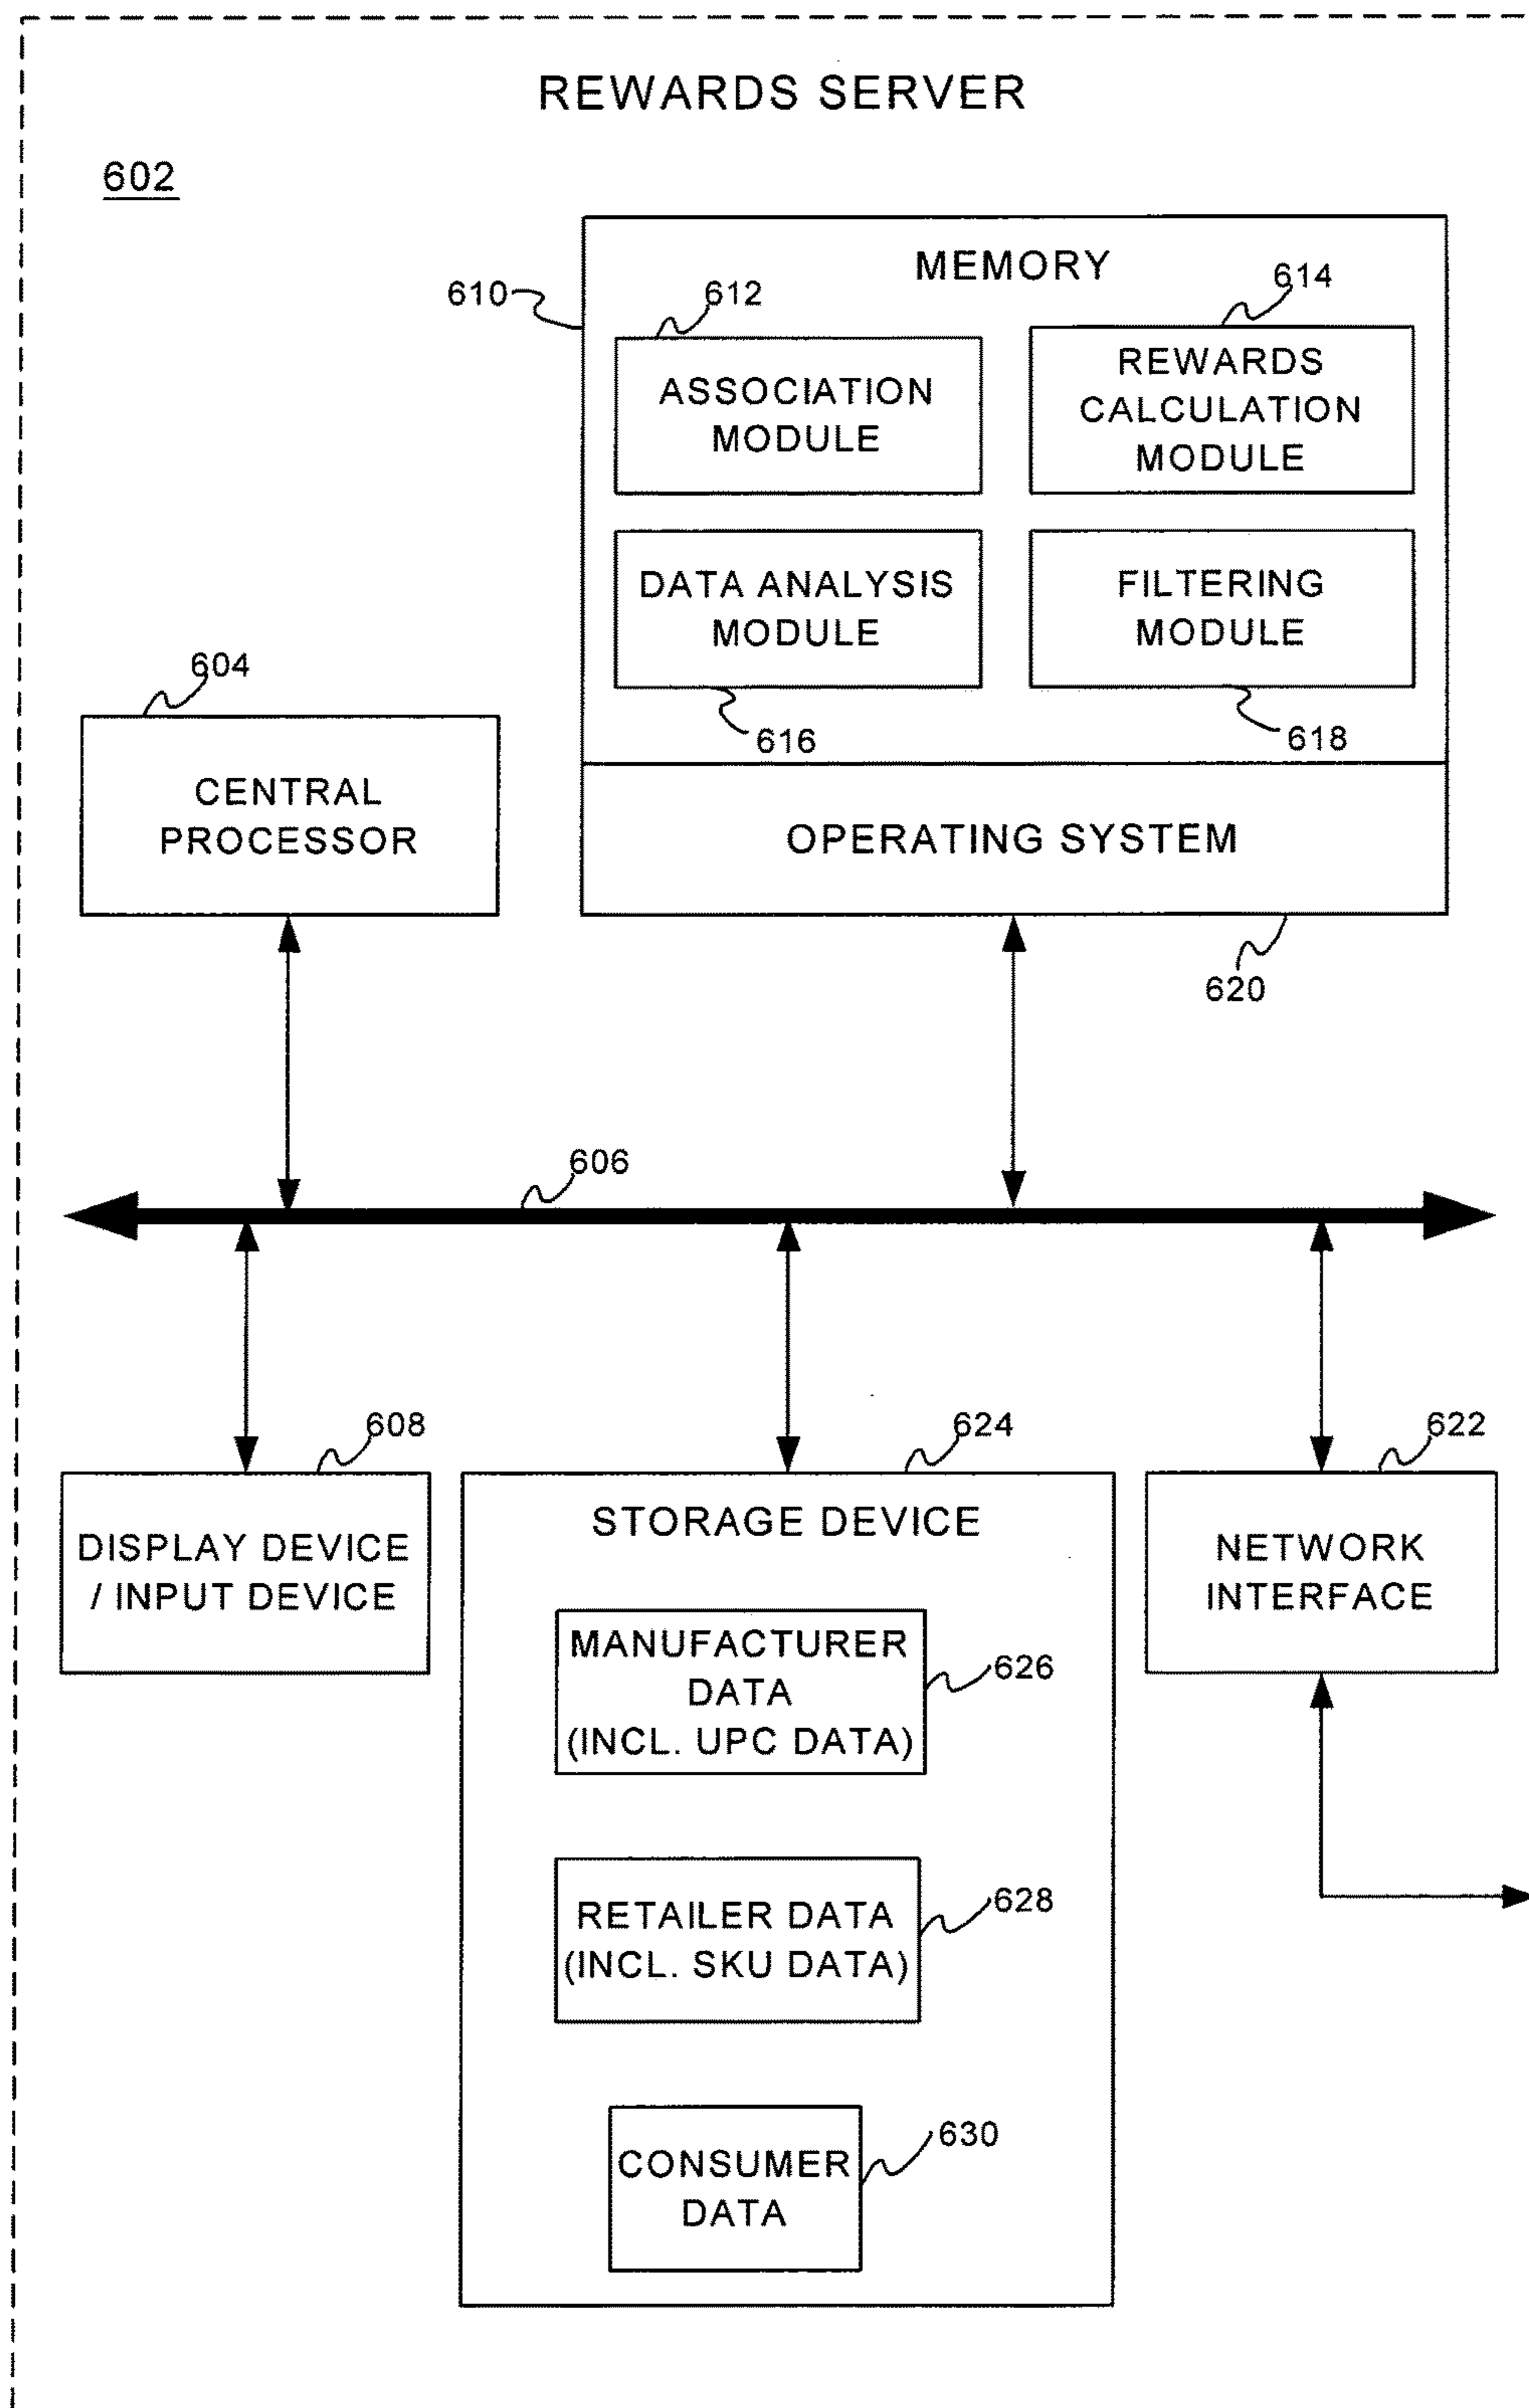 REWARDS SERVER
602
MEMORY
610
612
614
ASSOCIATION
MODULE
REWARDS
CALCULATION
MODULE
DATA ANALYSIS
MODULE
FILTERING
MODULE
616
618
604
CENTRAL
PROCESSOR
OPERATING SYSTEM
620
606
608
624
622
DISPLAY DEVICE
/ INPUT DEVICE
STORAGE DEVICE
NETWORK
INTERFACE
MANUFACTURER
DATA
(INCL. UPC DATA)
626
RETAILER DATA
(INCL. SKU DATA)
628
CONSUMER
DATA
630